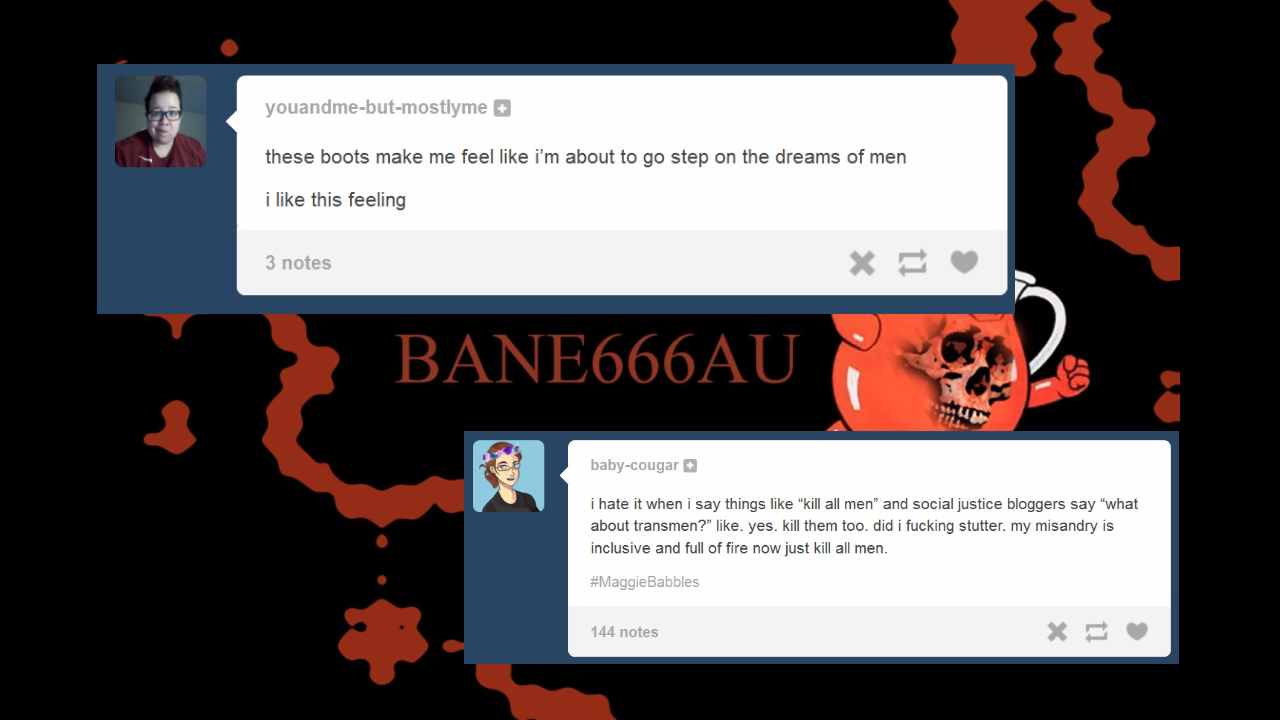 youandme-but-mostlyme
these boots make me feel like i'm about to go step on the dreams of men
i like this feeling
3 notes
BANE666AU
baby-cougar
i hate it when i say things like “kill all men” and social justice bloggers say “what
about transmen?” like. yes. kill them too. did i fucking stutter. my misandry is
inclusive and full of fire now just kill all men.
#MaggieBabbles
144 notes